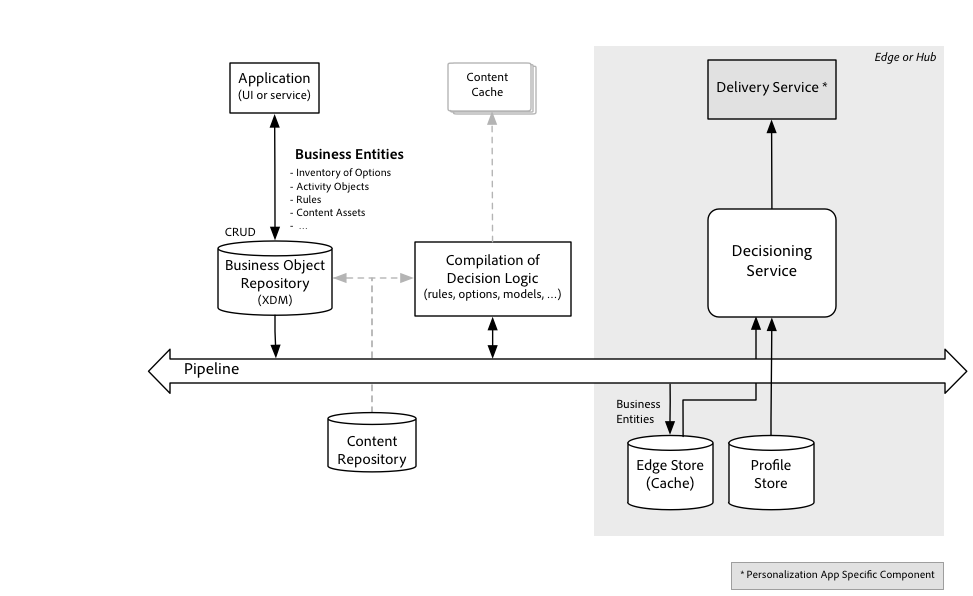 Edge or Hub
Application
(UI or service)
Content
Cache
Delivery Service *
Business Entities
- Inventory of Options
- Activity Objects
- Rules
- Content Assets
- ...
CRUD
Business Object
Repository
(XDM)
Compilation of
Decision Logic
(rules, options, models, ...)
Decisioning
Service
Pipeline
Business
Entities
Content
Repository
Edge Store
(Cache)
Profile
Store
* Personalization App Specific Component